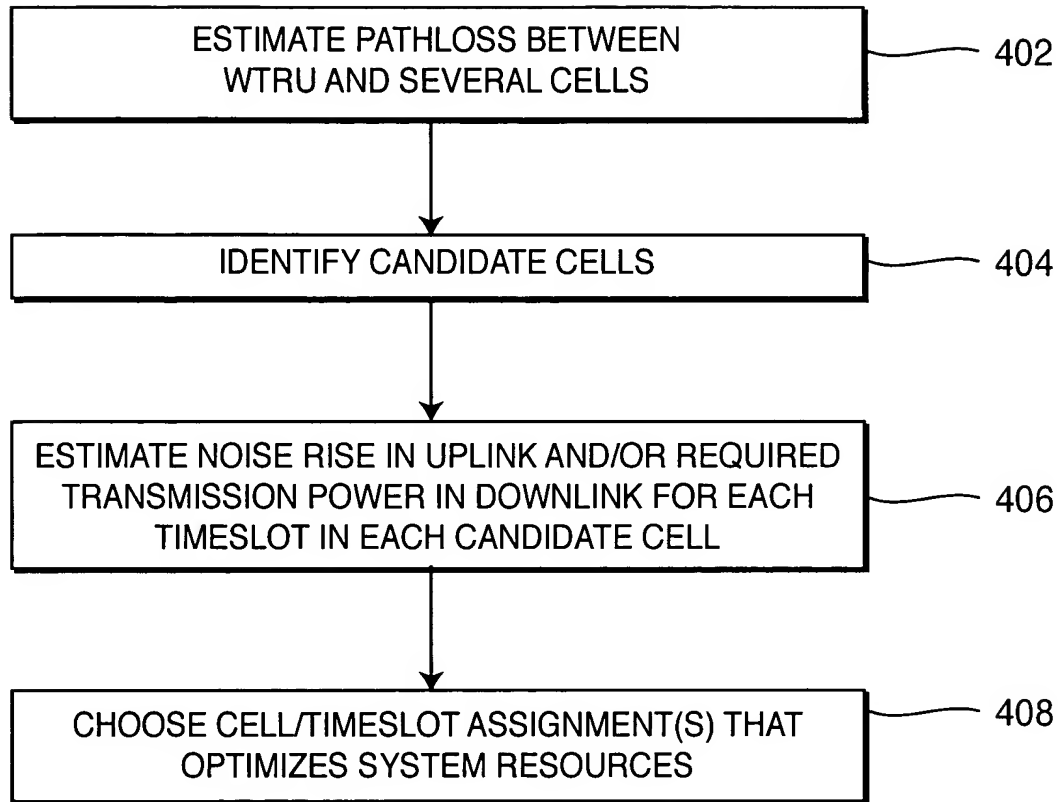 ESTIMATE PATHLOSS BETWEEN
WTRU AND SEVERAL CELLS
402
IDENTIFY CANDIDATE CELLS
404
ESTIMATE NOISE RISE IN UPLINK AND/OR REQUIRED
TRANSMISSION POWER IN DOWNLINK FOR EACH
TIMESLOT IN EACH CANDIDATE CELL
406
CHOOSE CELL/TIMESLOT ASSIGNMENT(S) THAT
OPTIMIZES SYSTEM RESOURCES
408